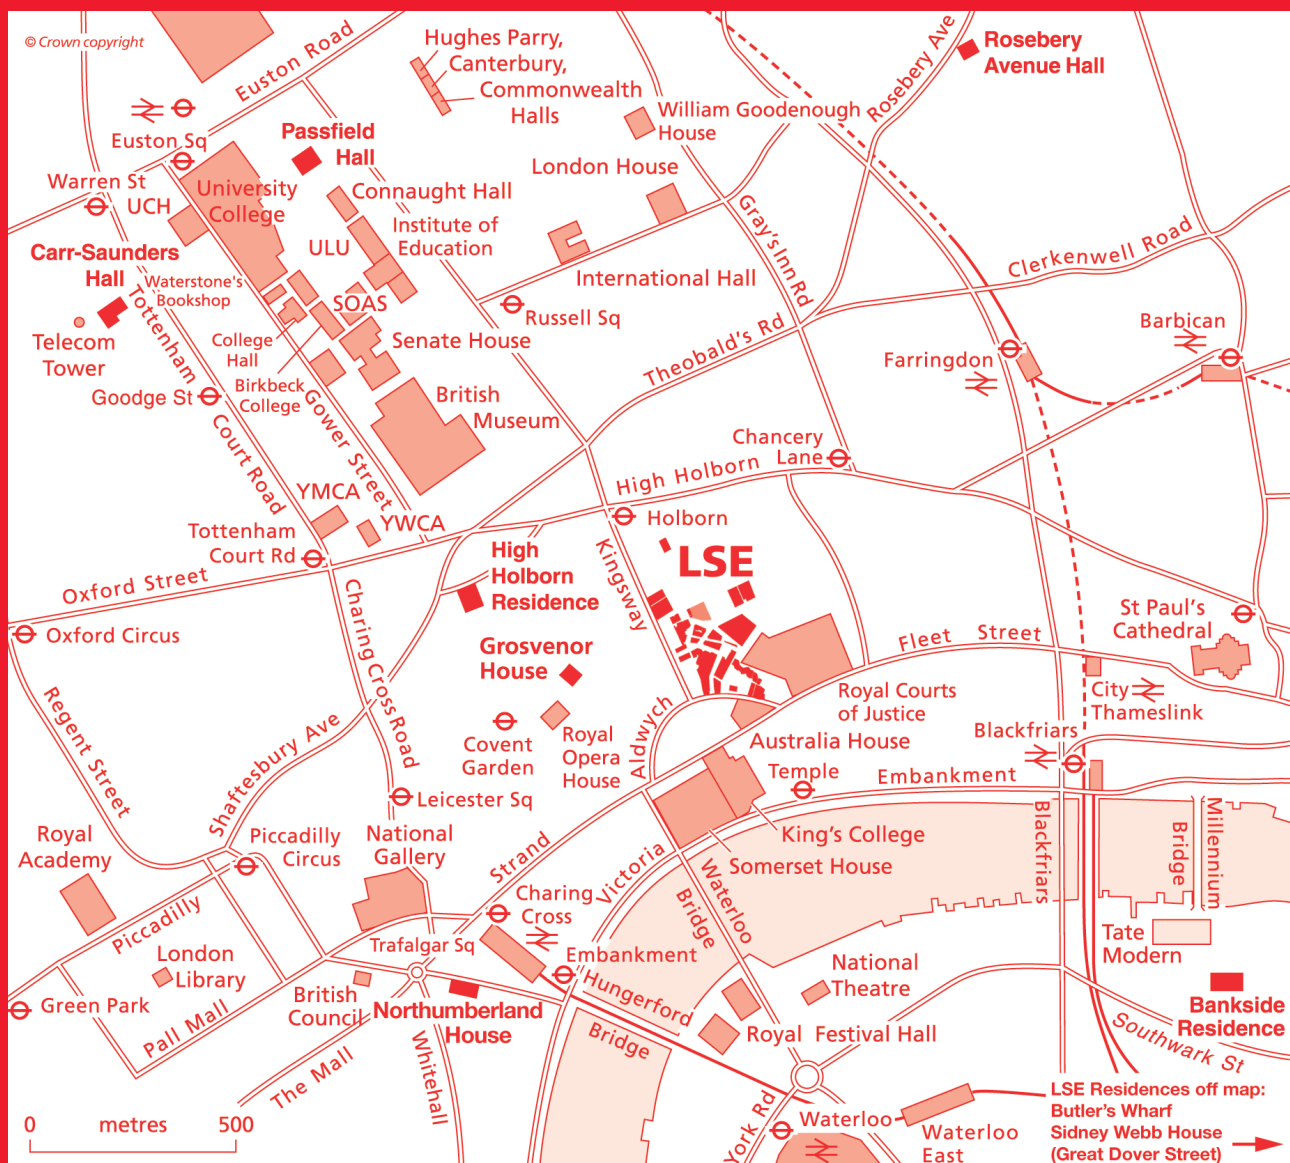 © Crown copyright
Euston Road
Hughes Parry,
Canterbury,
Commonwealth
Halls
Rosebery Ave
Rosebery
Avenue Hall
William Goodenough
House
Euston Sq
Passfield
Hall
London House
Warren St
UCH
University
College
Connaught Hall
Institute of
Education
ULU
Gray's Inn Rd
Clerkenwell Road
Carr-Saunders
Hall
Waterstone's
Bookshop
International Hall
SOAS
Russell Sq
Telecom
Tower
College
Hall
Senate House
Theobald's Rd
Farringdon
Barbican
Birkbeck
College
Goodge St
Tottenham
Court Road
Gower Street
British
Museum
Chancery
Lane
High Holborn
YMCA
YWCA
Holborn
Tottenham
Court Rd
High
Holborn
Residence
Kingsway
LSE
Oxford Street
Charing Cross Road
Oxford Circus
St Paul's
Cathedral
Fleet Street
Grosvenor
House
Regent Street
Shaftesbury Ave
Covent
Garden
Royal
Opera
House
Aldwych
Royal Courts
of Justice
City
Thameslink
Australia House
Blackfriars
Temple
Embankment
Leicester Sq
Royal
Academy
Piccadilly
Circus
National
Gallery
Strand
Victoria
King's College
Somerset House
Waterloo
Bridge
Blackfriars
Millennium
Bridge
Piccadilly
Charing
Cross
London
Library
Trafalgar Sq
Embankment
Hungerford
Bridge
National
Theatre
Tate
Modern
Green Park
Pall Mall
British
Council
Northumberland
House
Royal Festival Hall
Bankside
Residence
Southwark St
The Mall
Whitehall
York Rd
Waterloo
Waterloo
East
LSE Residences off map:
Butler's Wharf
Sidney Webb House
(Great Dover Street)
0 metres 500